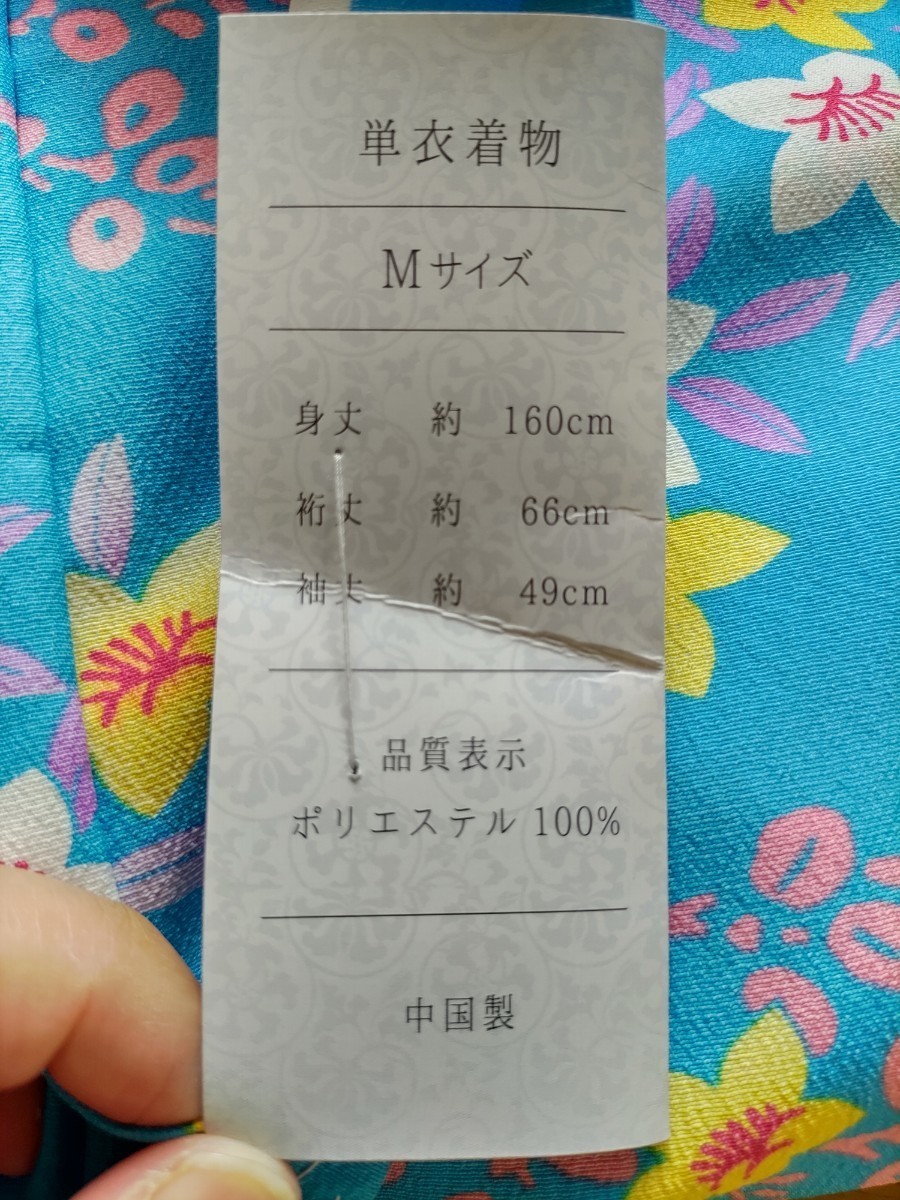 単衣着物
Mサイズ
身丈 約 160cm
裄丈 約 66cm
袖丈 約 49cm
品質表示
ポリエステル 100%
中国製